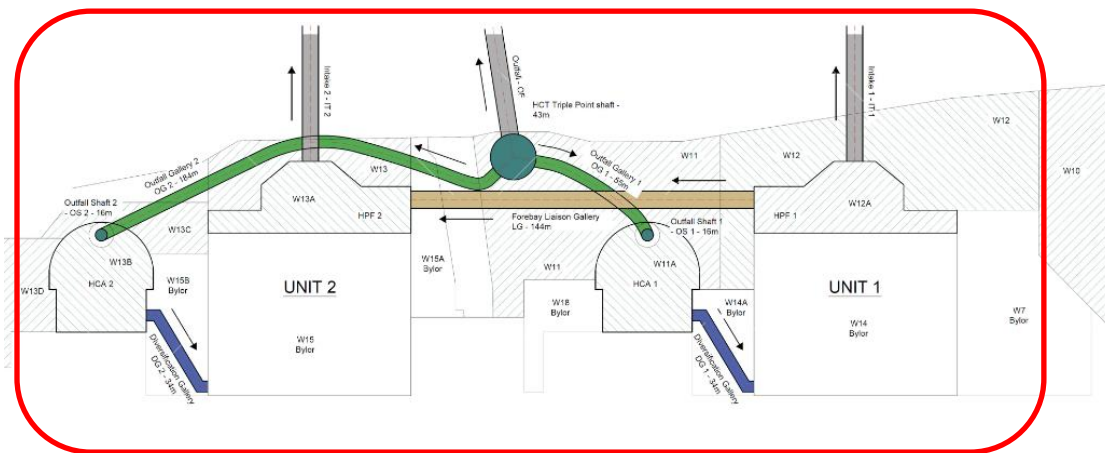 Intake 2 - IT 2
Outfall - OF
Intake 1 - IT 1
HCT Triple Point shaft -
43m
W12
W12
W10
W11
W13
Outfall Gallery 2
OG 2 - 184m
Outfall Gallery 1
OG 1 - 55m
W13A
HPF 2
Forebay Liaison Gallery
LG - 144m
HPF 1
W12A
Outfall Shaft 2
- OS 2 - 16m
Outfall Shaft 1
- OS 1 - 16m
W13C
W13B
HCA 2
W13D
W15B
Bylor
UNIT 2
W15A
Bylor
W11
W11A
HCA 1
UNIT 1
W18
Bylor
W14A
Bylor
W7
Bylor
W15
Bylor
W14
Bylor
Diversification Gallery
DG 2 - 34m
Diversification Gallery
DG 1 - 34m